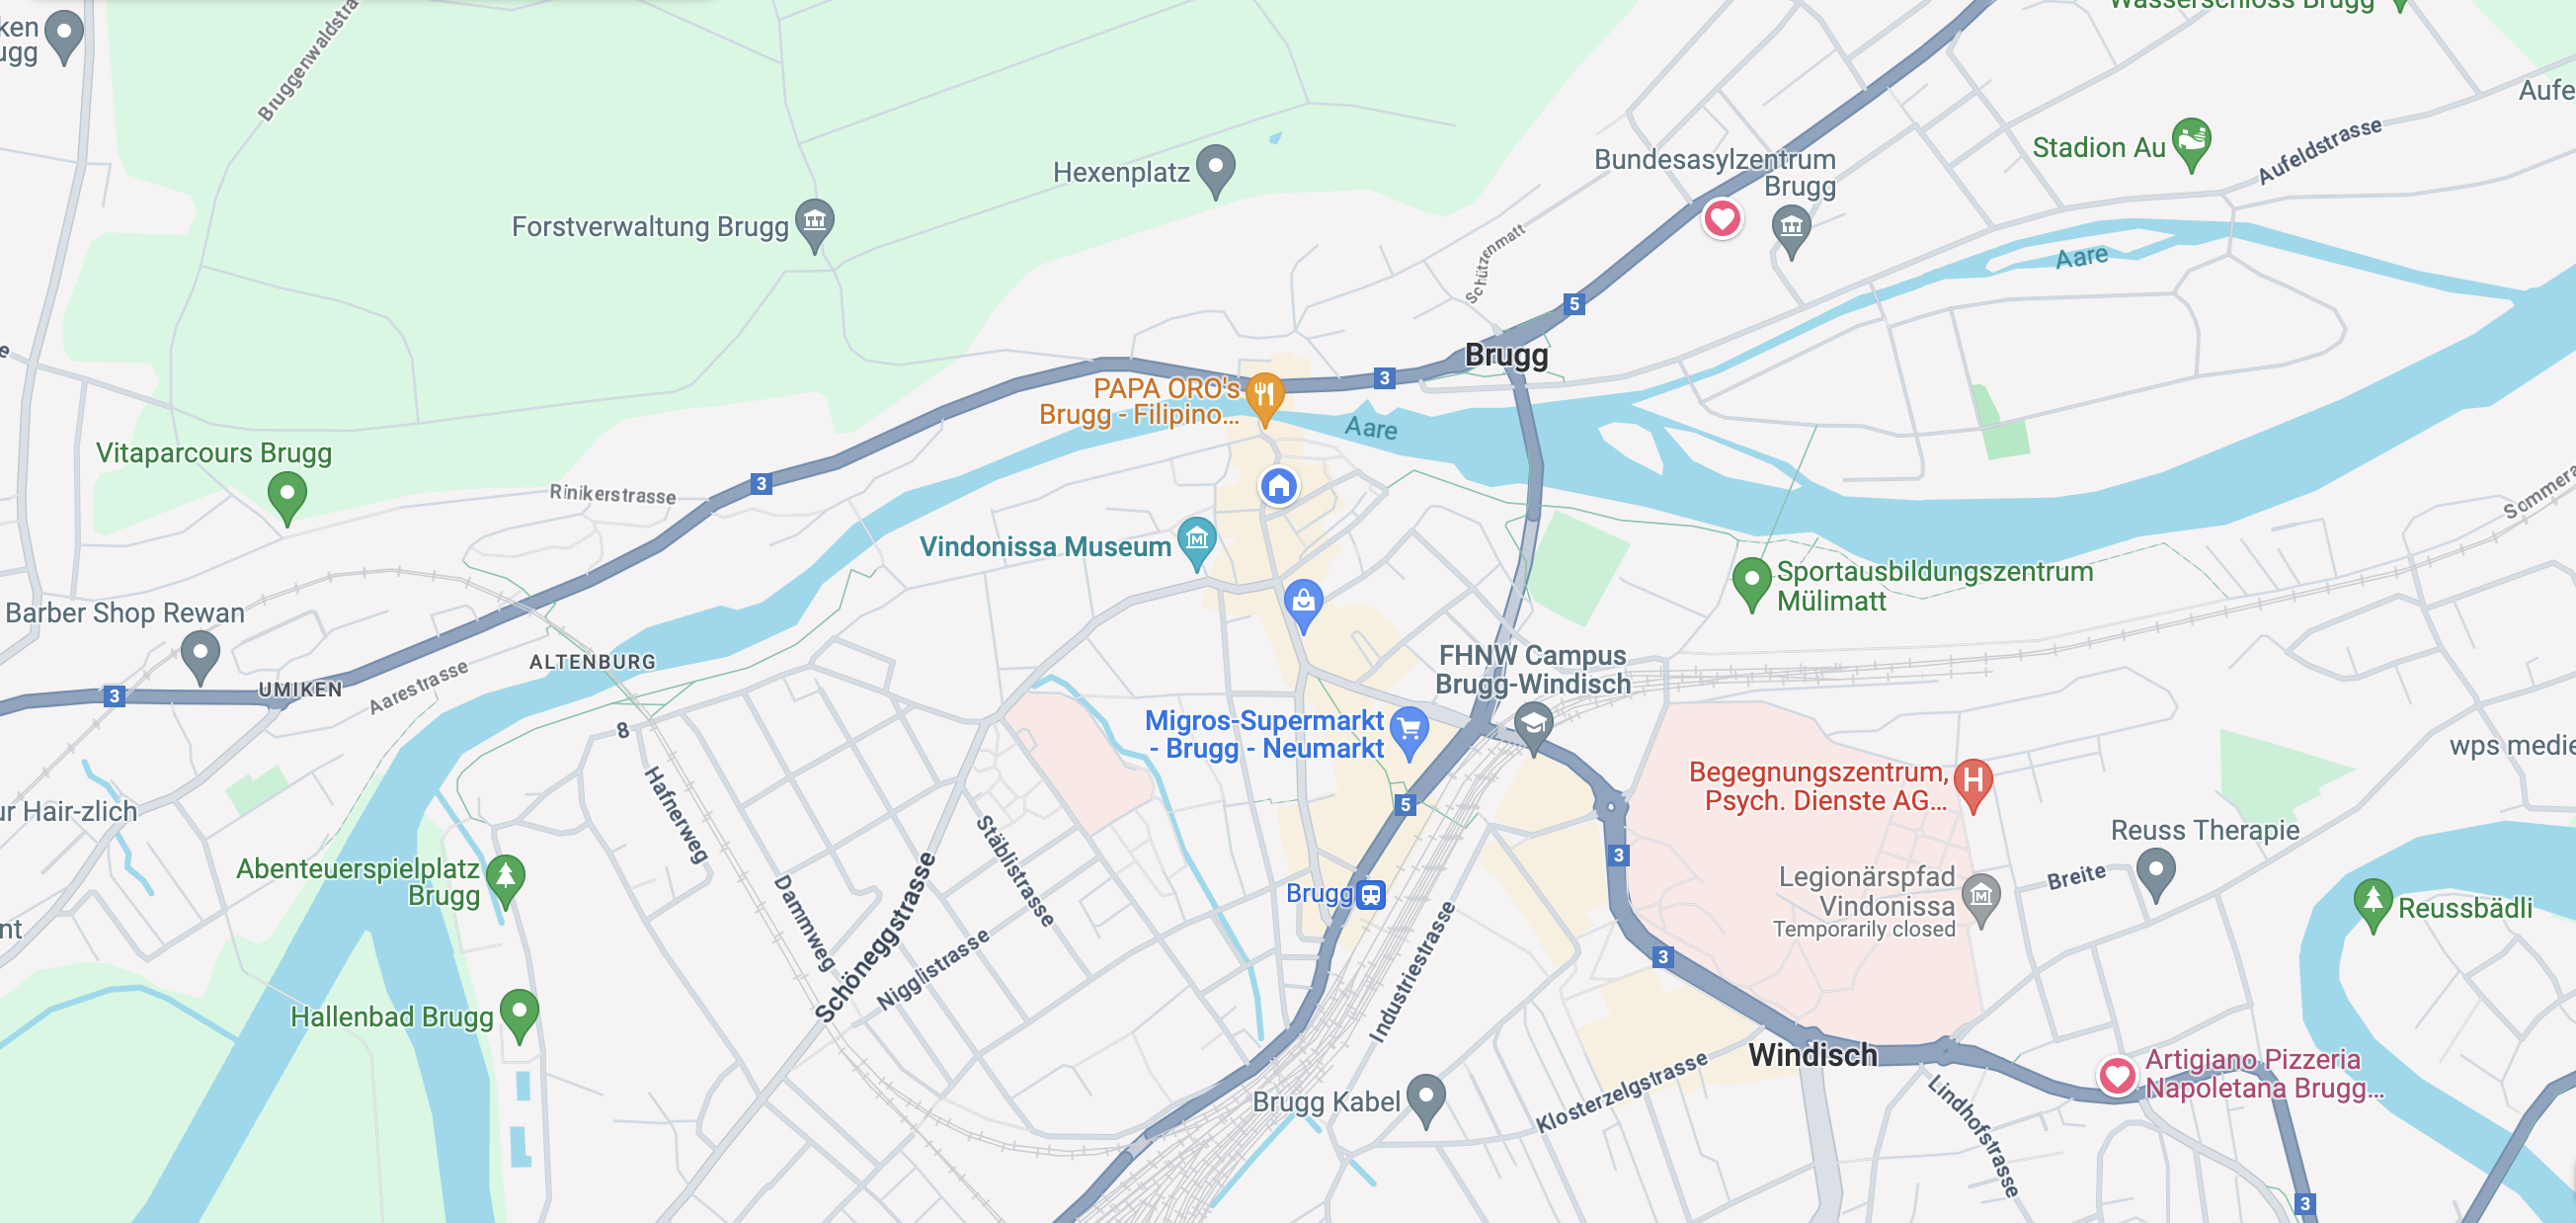 Wasserschloss Brugg
ken
ugg
Bruggenwaldstra
Aufe
Aufeldstrasse
Stadion Au
Bundesasylzentrum
Brugg
Hexenplatz
Forstverwaltung Brugg
Schützenmatt
Aare
5
Brugg
3
PAPA ORO's
Brugg - Filipino...
Aare
e
Vitaparcours Brugg
3
Rinikerstrasse
Sommera
Vindonissa Museum
Sportausbildungszentrum
Mülimatt
Barber Shop Rewan
ALTENBURG
FHNW Campus
Brugg-Windisch
UMIKEN
Aarestrasse
3
8
Migros-Supermarkt
- Brugg - Neumarkt
wps medie
Begegnungszentrum,
Psych. Dienste AG...
H
ur Hair-zlich
Hafnerweg
5
Reuss Therapie
Stäblistrasse
3
Abenteuerspielplatz
Brugg
Schöneggstrasse
Dammweg
Brugg
Legionärspfad
Vindonissa
Temporarily closed
Breite
Reussbädli
nt
Nigglistrasse
Industriestrasse
3
Hallenbad Brugg
Windisch
Artigiano Pizzeria
Napoletana Brugg...
Brugg Kabel
Klosterzelgstrasse
Lindhofstrasse
3